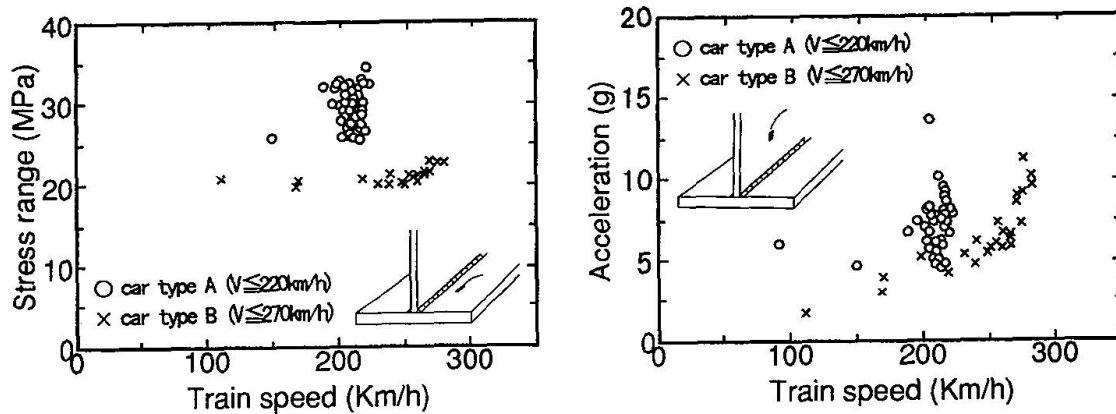 Stress range (MPa)
40
30
20
10
0
○ car type A (V≦220km/h)
× car type B (V≦270km/h)
0 100 200 300
Train speed (Km/h)
Acceleration (g)
20
15
10
5
0
○ car type A (V≦220km/h)
× car type B (V≦270km/h)
0 100 200 300
Train speed (Km/h)